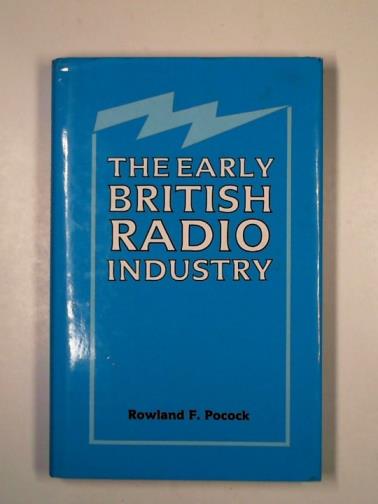 THE EARLY
BRITISH
RADIO
INDUSTRY
Rowland F. Pocock